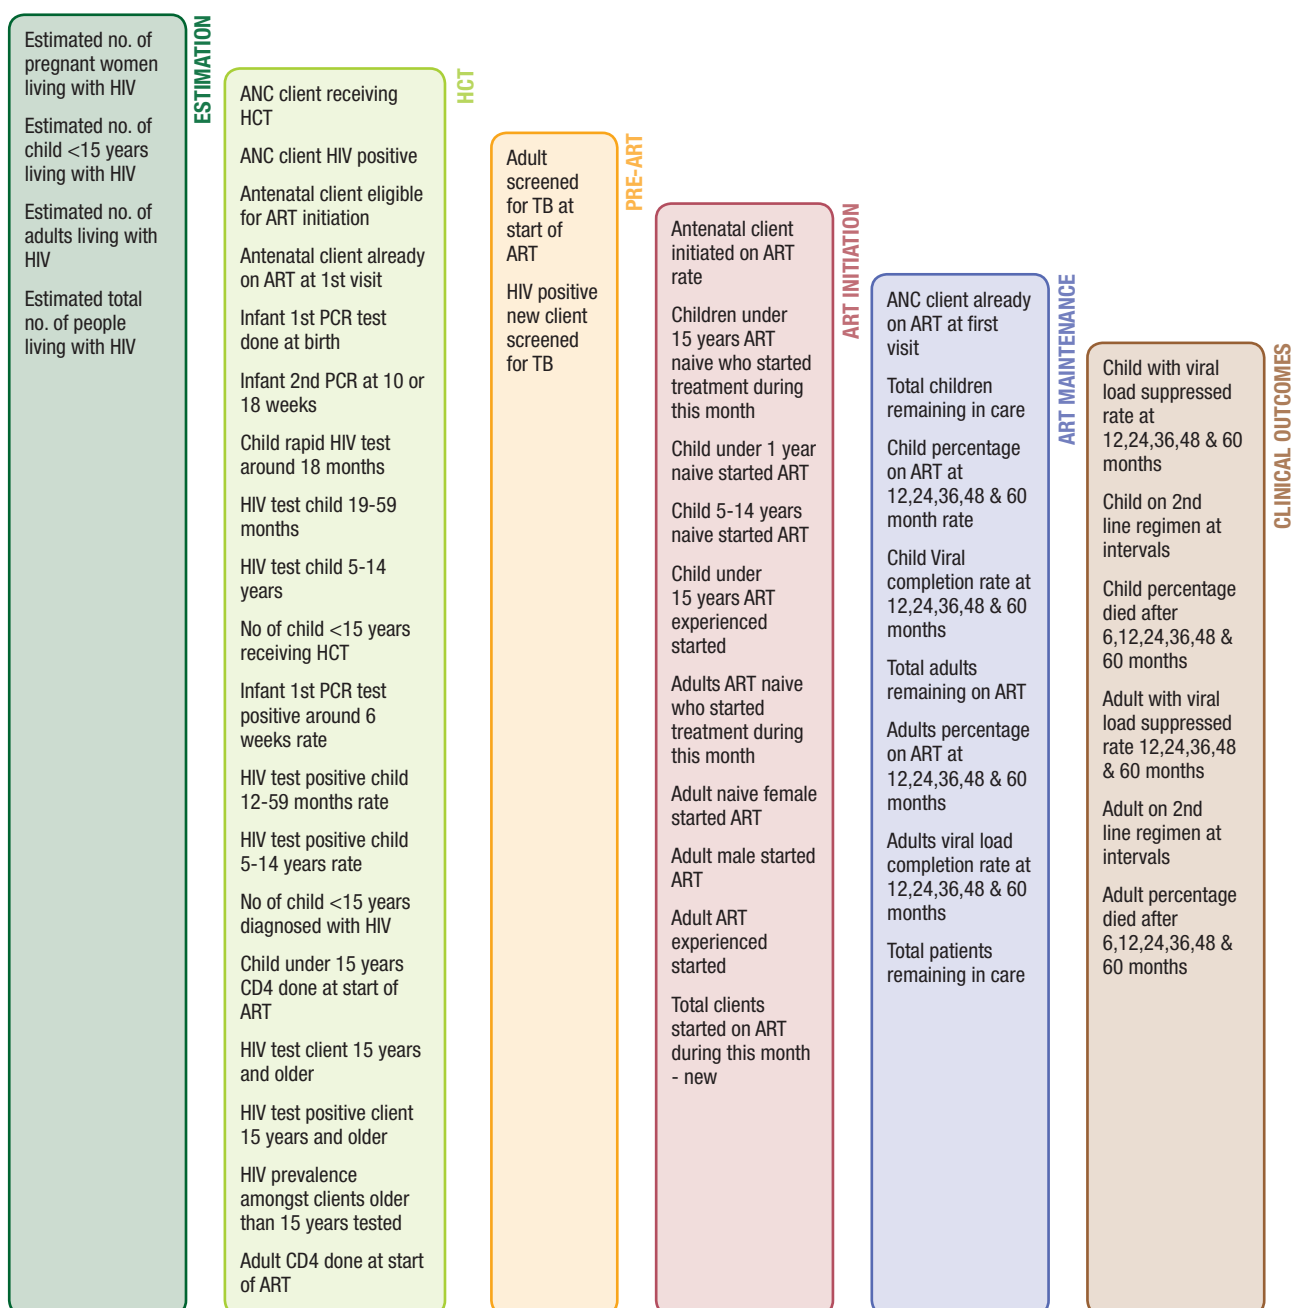 Estimated no. of
pregnant women
living with HIV
Estimated no. of
child <15 years
living with HIV
Estimated no. of
adults living with
HIV
Estimated total
no. of people
living with HIV
ESTIMATION
ANC client receiving
HCT
ANC client HIV positive
Antenatal client eligible
for ART initiation
Antenatal client already
on ART at 1st visit
Infant 1st PCR test
done at birth
Infant 2nd PCR at 10 or
18 weeks
Child rapid HIV test
around 18 months
HIV test child 19-59
months
HIV test child 5-14
years
No of child <15 years
receiving HCT
Infant 1st PCR test
positive around 6
weeks rate
HIV test positive child
12-59 months rate
HIV test positive child
5-14 years rate
No of child <15 years
diagnosed with HIV
Child under 15 years
CD4 done at start of
ART
HIV test client 15 years
and older
HIV test positive client
15 years and older
HIV prevalence
amongst clients older
than 15 years tested
Adult CD4 done at start
of ART
HCT
Adult
screened
for TB at
start of
ART
HIV positive
new client
screened
for TB
PRE-ART
Antenatal client
initiated on ART
rate
Children under
15 years ART
naive who started
treatment during
this month
Child under 1 year
naive started ART
Child 5-14 years
naive started ART
Child under
15 years ART
experienced
started
Adults ART naive
who started
treatment during
this month
Adult naive female
started ART
Adult male started
ART
Adult ART
experienced
started
Total clients
started on ART
during this month
- new
ART INITIATION
ANC client already
on ART at first
visit
Total children
remaining in care
Child percentage
on ART at
12,24,36,48 & 60
month rate
Child Viral
completion rate at
12,24,36,48 & 60
months
Total adults
remaining on ART
Adults percentage
on ART at
12,24,36,48 & 60
months
Adults viral load
completion rate at
12,24,36,48 & 60
months
Total patients
remaining in care
ART MAINTENANCE
Child with viral
load suppressed
rate at
12,24,36,48 & 60
months
Child on 2nd
line regimen at
intervals
Child percentage
died after
6,12,24,36,48 &
60 months
Adult with viral
load suppressed
rate 12,24,36,48
& 60 months
Adult on 2nd
line regimen at
intervals
Adult percentage
died after
6,12,24,36,48 &
60 months
CLINICAL OUTCOMES